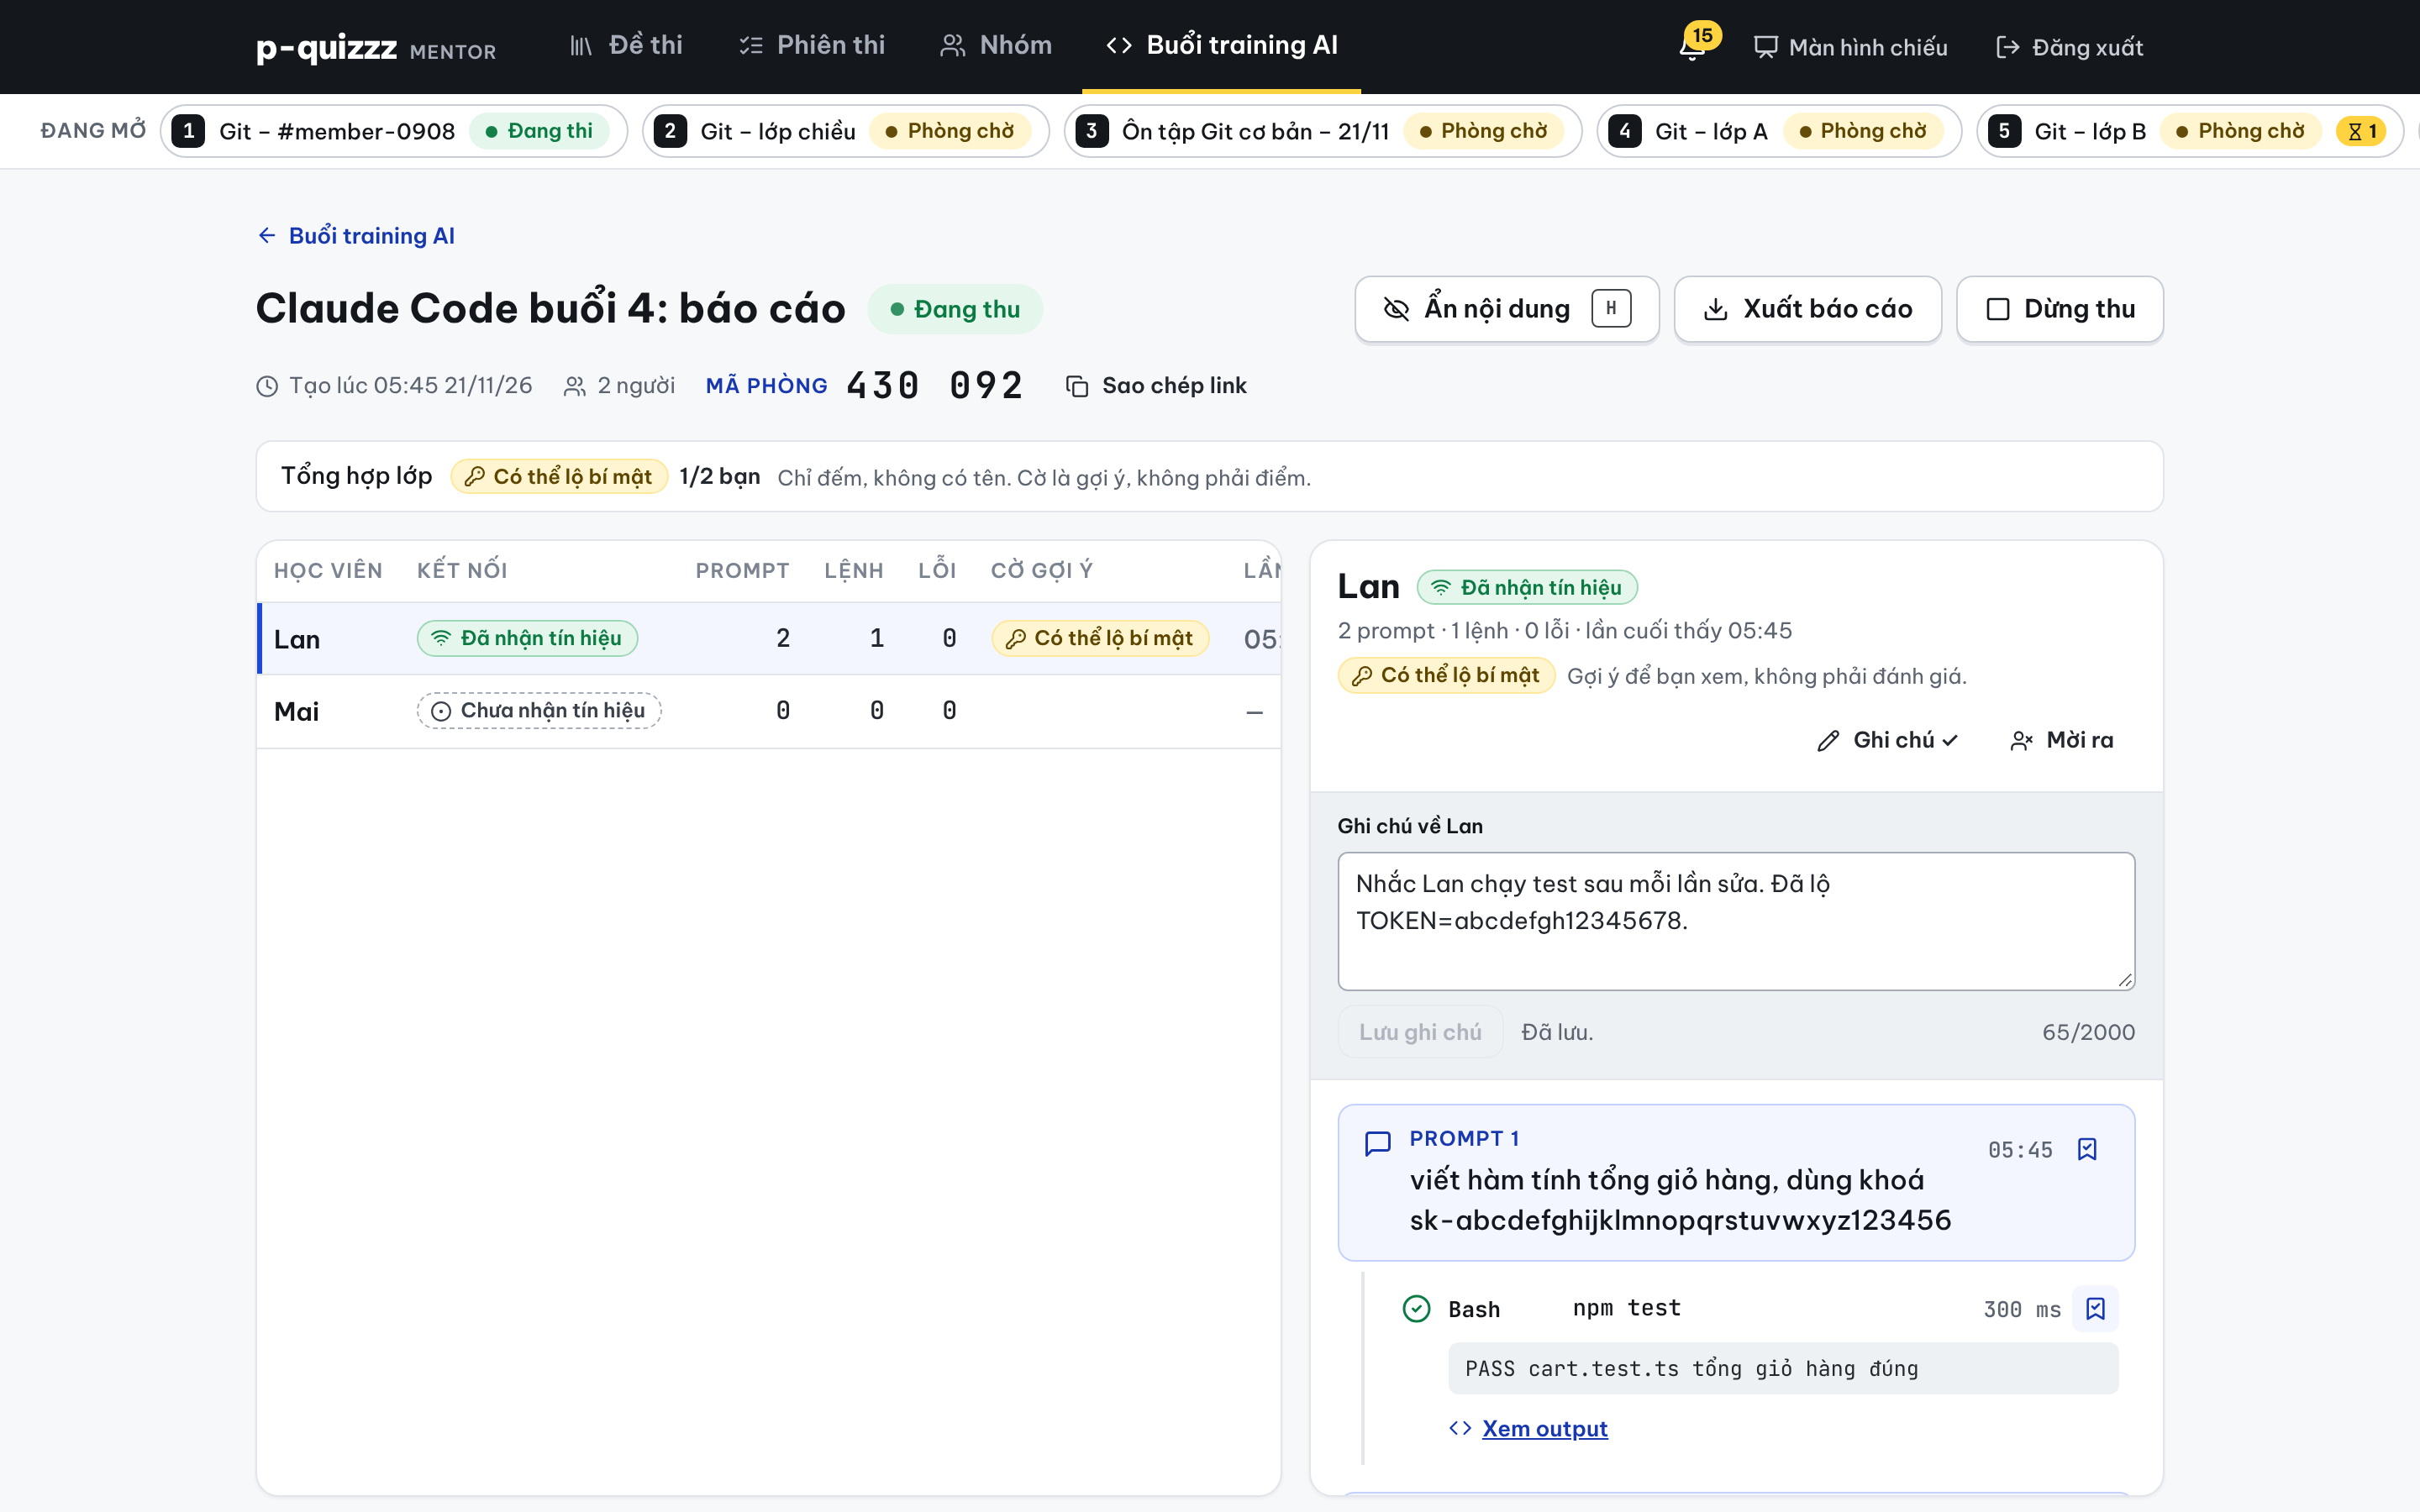 p-quizzz MENTOR
Đề thi
Phiên thi
Nhóm
Buổi training AI
15
Màn hình chiếu
Đăng xuất
ĐANG MỞ
1 Git – #member-0908 Đang thi
2 Git – lớp chiều Phòng chờ
3 Ôn tập Git cơ bản – 21/11 Phòng chờ
4 Git – lớp A Phòng chờ
5 Git – lớp B Phòng chờ 1
Buổi training AI
Claude Code buổi 4: báo cáo Đang thu
Ẩn nội dung H
Xuất báo cáo
Dừng thu
Tạo lúc 05:45 21/11/26 2 người MÃ PHÒNG 430 092 Sao chép link
Tổng hợp lớp Có thể lộ bí mật 1/2 bạn Chỉ đếm, không có tên. Cờ là gợi ý, không phải điểm.
HỌC VIÊN KẾT NỐI PROMPT LỆNH LỖI CỜ GỢI Ý LẦN
Lan Đã nhận tín hiệu 2 1 0 Có thể lộ bí mật 05:
Mai Chưa nhận tín hiệu 0 0 0 –
Lan Đã nhận tín hiệu
2 prompt · 1 lệnh · 0 lỗi · lần cuối thấy 05:45
Có thể lộ bí mật Gợi ý để bạn xem, không phải đánh giá.
Ghi chú ✓ Mời ra
Ghi chú về Lan
Nhắc Lan chạy test sau mỗi lần sửa. Đã lộ
TOKEN=abcdefgh12345678.
Lưu ghi chú Đã lưu. 65/2000
PROMPT 1 05:45
viết hàm tính tổng giỏ hàng, dùng khoá
sk-abcdefghijklmnopqrstuvwxyz123456
Bash npm test 300 ms
PASS cart.test.ts tổng giỏ hàng đúng
Xem output